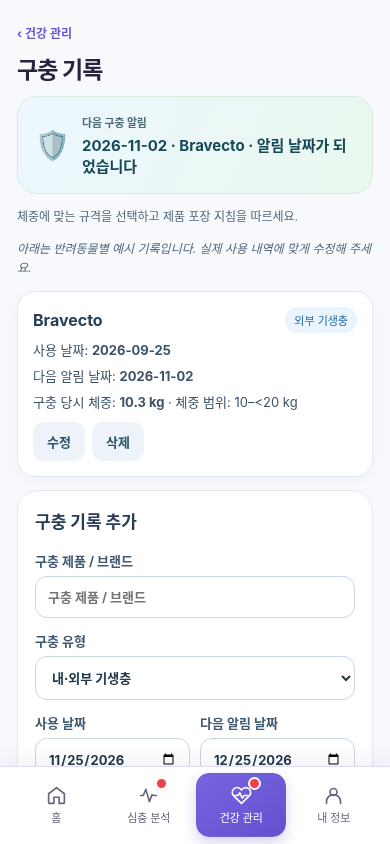 ‹ 건강 관리
구충 기록
다음 구충 알림
2026-11-02 · Bravecto · 알림 날짜가 되
었습니다
체중에 맞는 규격을 선택하고 제품 포장 지침을 따르세요.
아래는 반려동물별 예시 기록입니다. 실제 사용 내역에 맞게 수정해 주세
요.
Bravecto
외부 기생충
사용 날짜: 2026-09-25
다음 알림 날짜: 2026-11-02
구충 당시 체중: 10.3 kg · 체중 범위: 10–<20 kg
수정 삭제
구충 기록 추가
구충 제품 / 브랜드
구충 제품 / 브랜드
구충 유형
내·외부 기생충
사용 날짜 다음 알림 날짜
11/25/2026 12/25/2026
홈 심층 분석 건강 관리 내 정보